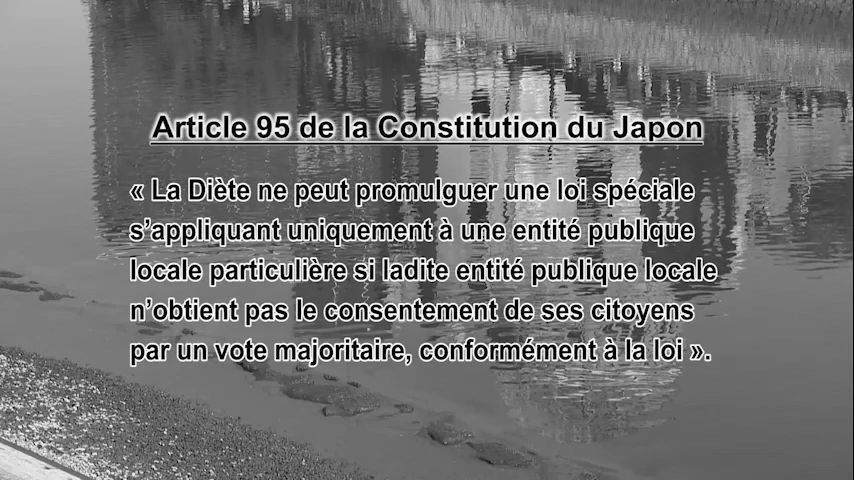 Article 95 de la Constitution du Japon
« La Diète ne peut promulguer une loi spéciale
s’appliquant uniquement à une entité publique
locale particulière si ladite entité publique locale
n’obtient pas le consentement de ses citoyens
par un vote majoritaire, conformément à la loi ».